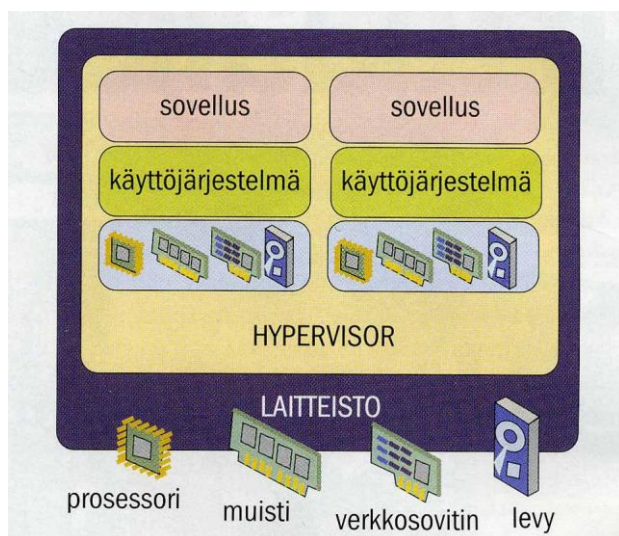 sovellus
sovellus
käyttöjärjestelmä
käyttöjärjestelmä
HYPERVISOR
LAITTEISTO
prosessori
muisti
verkkosovitin
levy